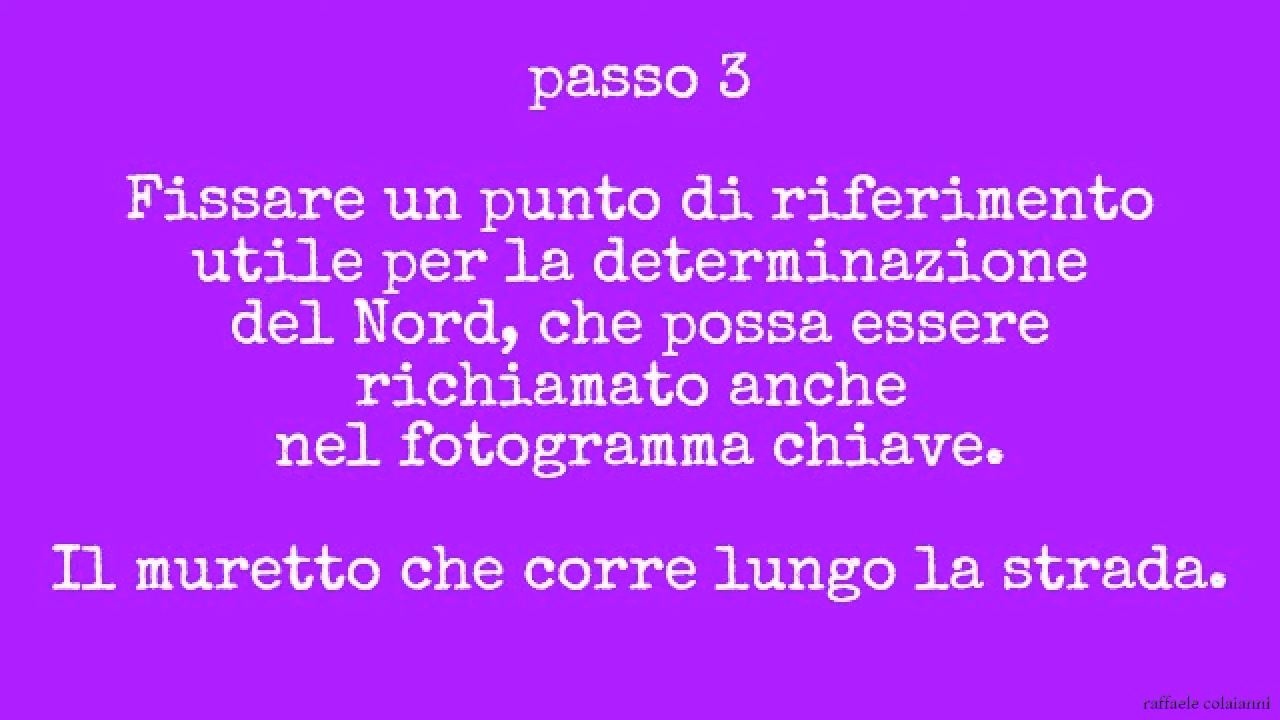 passo 3
Fissare un punto di riferimento
utile per la determinazione
del Nord, che possa essere
richiamato anche
nel fotogramma chiave.
Il muretto che corre lungo la strada.
raffaele colaianni